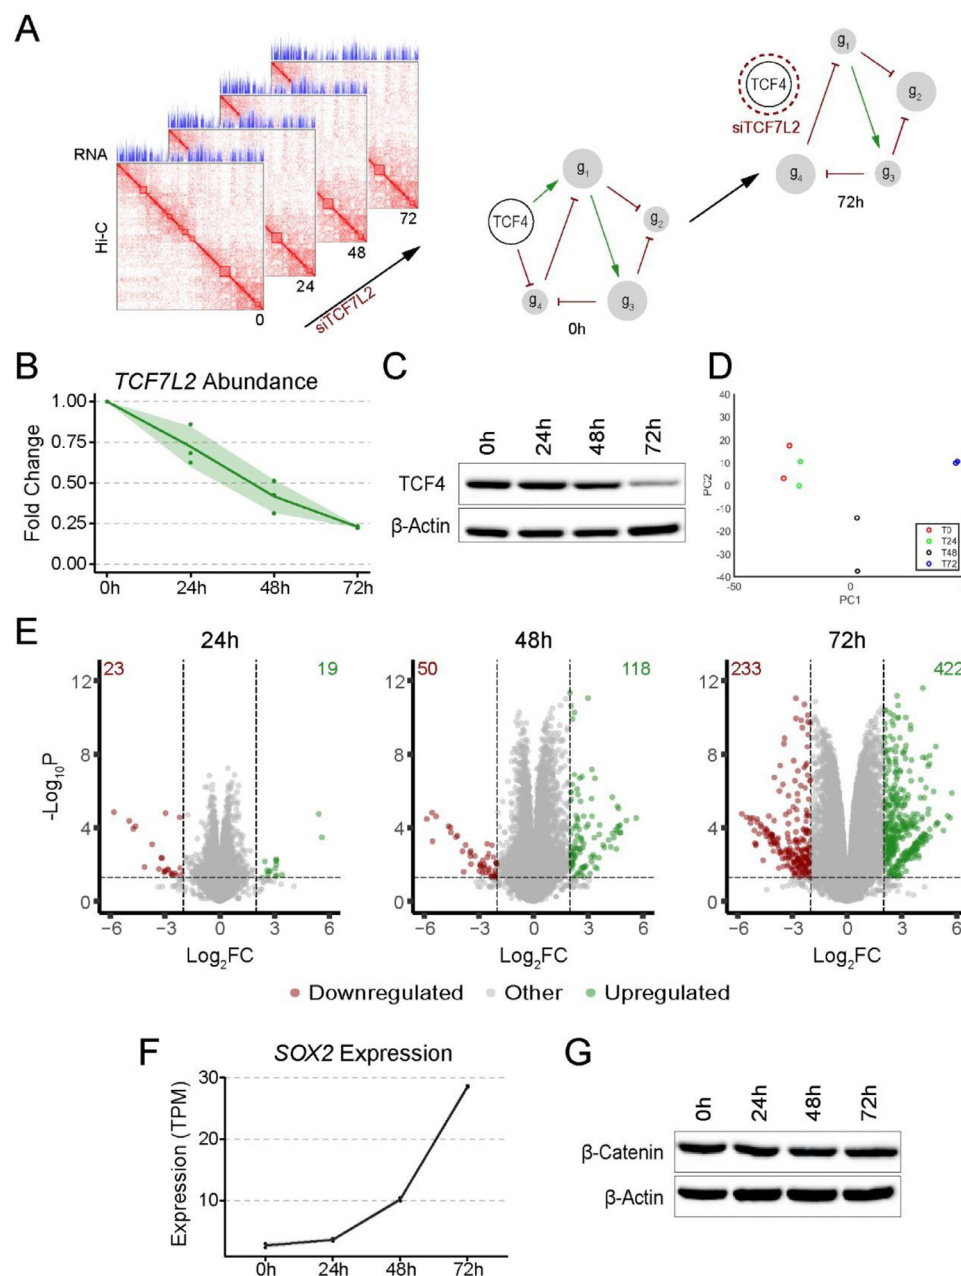 A
RNA
Hi-C
0
24
48
72
siTCF7L2
TCF4
g1
g2
g3
g4
0h
TCF4
siTCF7L2
g1
g2
g3
g4
72h
B
TCF7L2 Abundance
Fold Change
1.00
0.75
0.50
0.25
0.00
0h 24h 48h 72h
C
0h 24h 48h 72h
TCF4
β-Actin
D
PC2
40
30
20
10
0
-10
-20
-30
-40
-50 0
PC1
T0
T24
T48
T72
E
24h
23 19
-Log10P
12
8
4
0
−6 −3 0 3 6
Log2FC
48h
50 118
12
8
4
0
−6 −3 0 3 6
Log2FC
72h
233 422
12
8
4
0
−6 −3 0 3 6
Log2FC
Downregulated Other Upregulated
F
SOX2 Expression
Expression (TPM)
30
20
10
0h 24h 48h 72h
G
0h 24h 48h 72h
β-Catenin
β-Actin